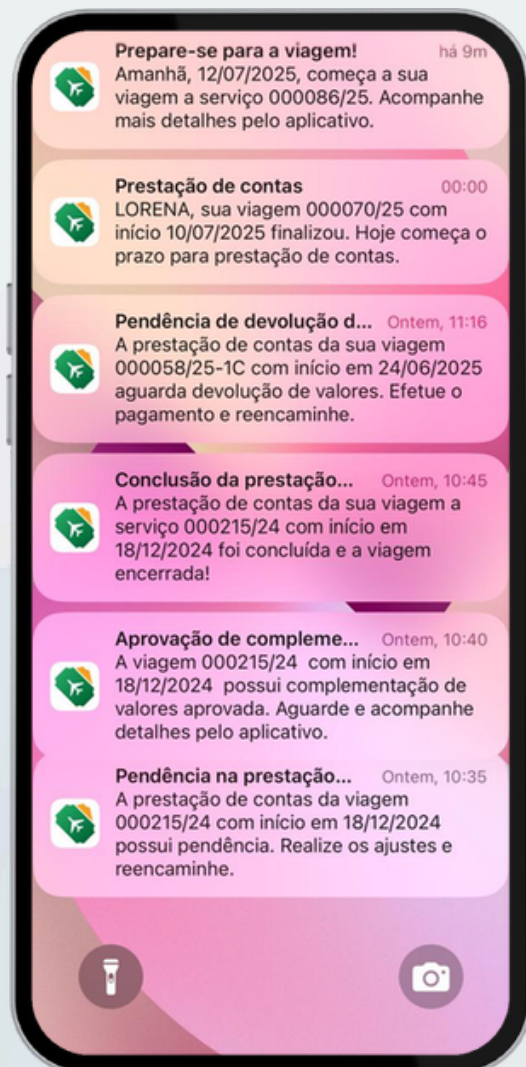 Prepare-se para a viagem! há 9m
Amanhã, 12/07/2025, começa a sua
viagem a serviço 000086/25. Acompanhe
mais detalhes pelo aplicativo.
Prestação de contas 00:00
LORENA, sua viagem 000070/25 com
início 10/07/2025 finalizou. Hoje começa o
prazo para prestação de contas.
Pendência de devolução d... Ontem, 11:16
A prestação de contas da sua viagem
000058/25-1C com início em 24/06/2025
aguarda devolução de valores. Efetue o
pagamento e reencaminhe.
Conclusão da prestação... Ontem, 10:45
A prestação de contas da sua viagem a
serviço 000215/24 com início em
18/12/2024 foi concluída e a viagem
encerrada!
Aprovação de compleme... Ontem, 10:40
A viagem 000215/24 com início em
18/12/2024 possui complementação de
valores aprovada. Aguarde e acompanhe
detalhes pelo aplicativo.
Pendência na prestação... Ontem, 10:35
A prestação de contas da viagem
000215/24 com início em 18/12/2024
possui pendência. Realize os ajustes e
reencaminhe.